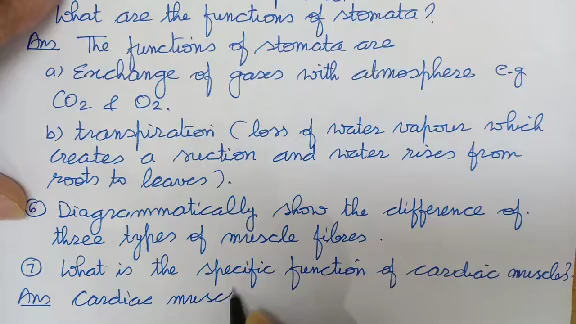 What are the functions of stomata?
Ans The functions of stomata are
a) Exchange of gases with atmosphere e.g
CO2 & O2.
b) transpiration (loss of water vapour which
creates a suction and water rises from
roots to leaves).
⑥ Diagrammatically show the difference of
three types of muscle fibres.
⑦ What is the specific function of cardiac muscles?
Ans Cardiac musc